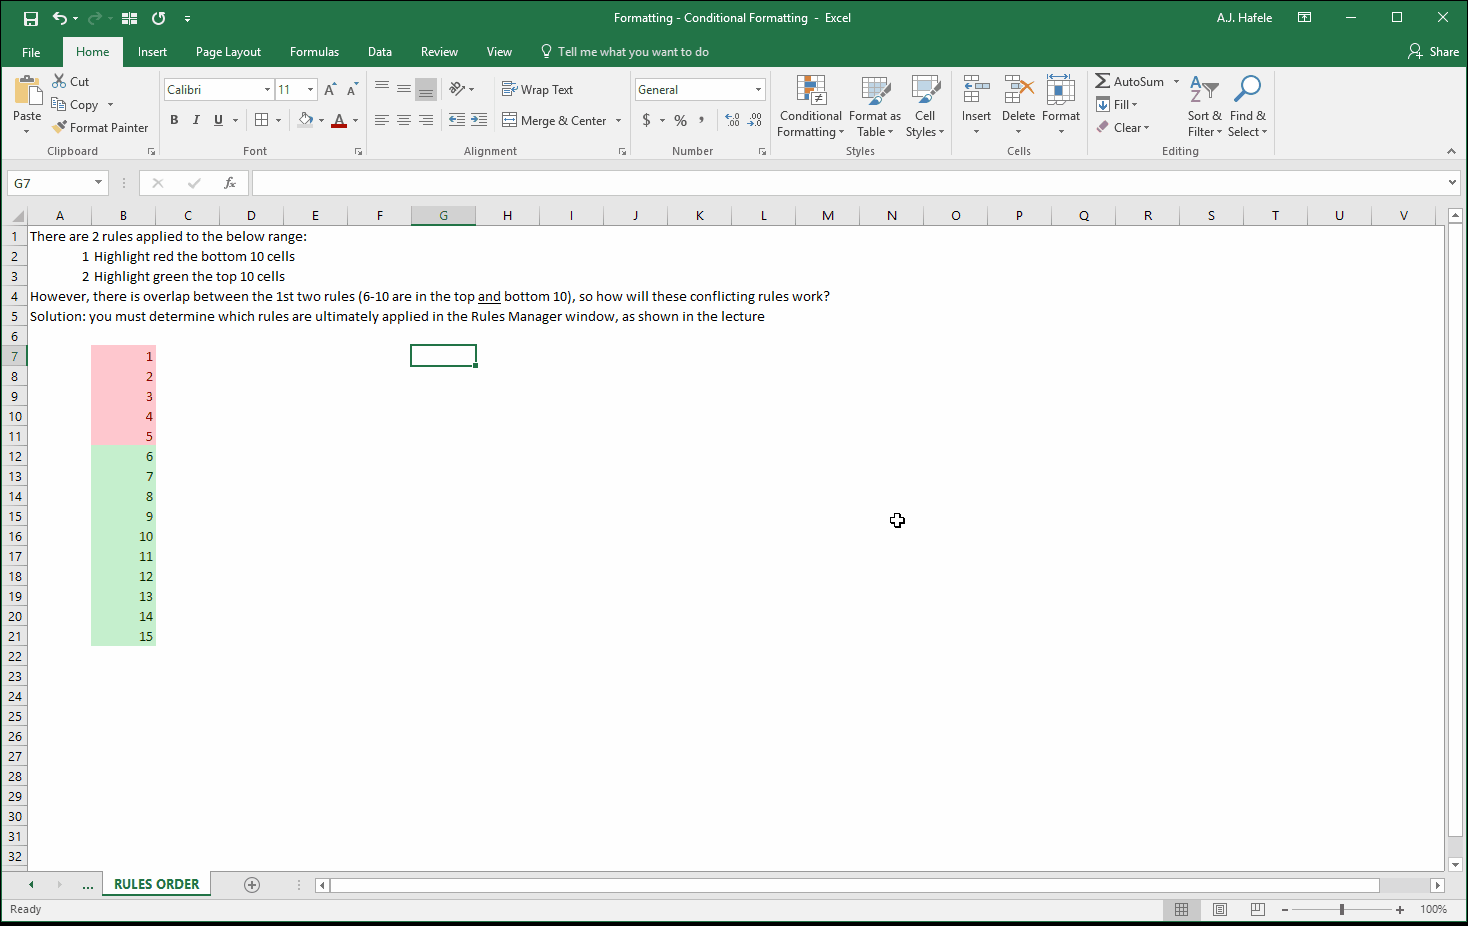 Formatting - Conditional Formatting - Excel
A.J. Hafele
File Home Insert Page Layout Formulas Data Review View Tell me what you want to do Share
Paste
Cut
Copy
Format Painter
Clipboard
Calibri 11
B I U A
Font
Wrap Text
Merge & Center
Alignment
General
$ % ,
Number
Conditional Formatting
Format as Table
Cell Styles
Styles
Insert
Delete
Format
Cells
AutoSum
Fill
Clear
Sort & Filter
Find & Select
Editing
G7 fx
A B C D E F G H I J K L M N O P Q R S T U V
1 There are 2 rules applied to the below range:
2 1 Highlight red the bottom 10 cells
3 2 Highlight green the top 10 cells
4 However, there is overlap between the 1st two rules (6-10 are in the top and bottom 10), so how will these conflicting rules work?
5 Solution: you must determine which rules are ultimately applied in the Rules Manager window, as shown in the lecture
6
7 1
8 2
9 3
10 4
11 5
12 6
13 7
14 8
15 9
16 10
17 11
18 12
19 13
20 14
21 15
22
23
24
25
26
27
28
29
30
31
32
... RULES ORDER
Ready 100%